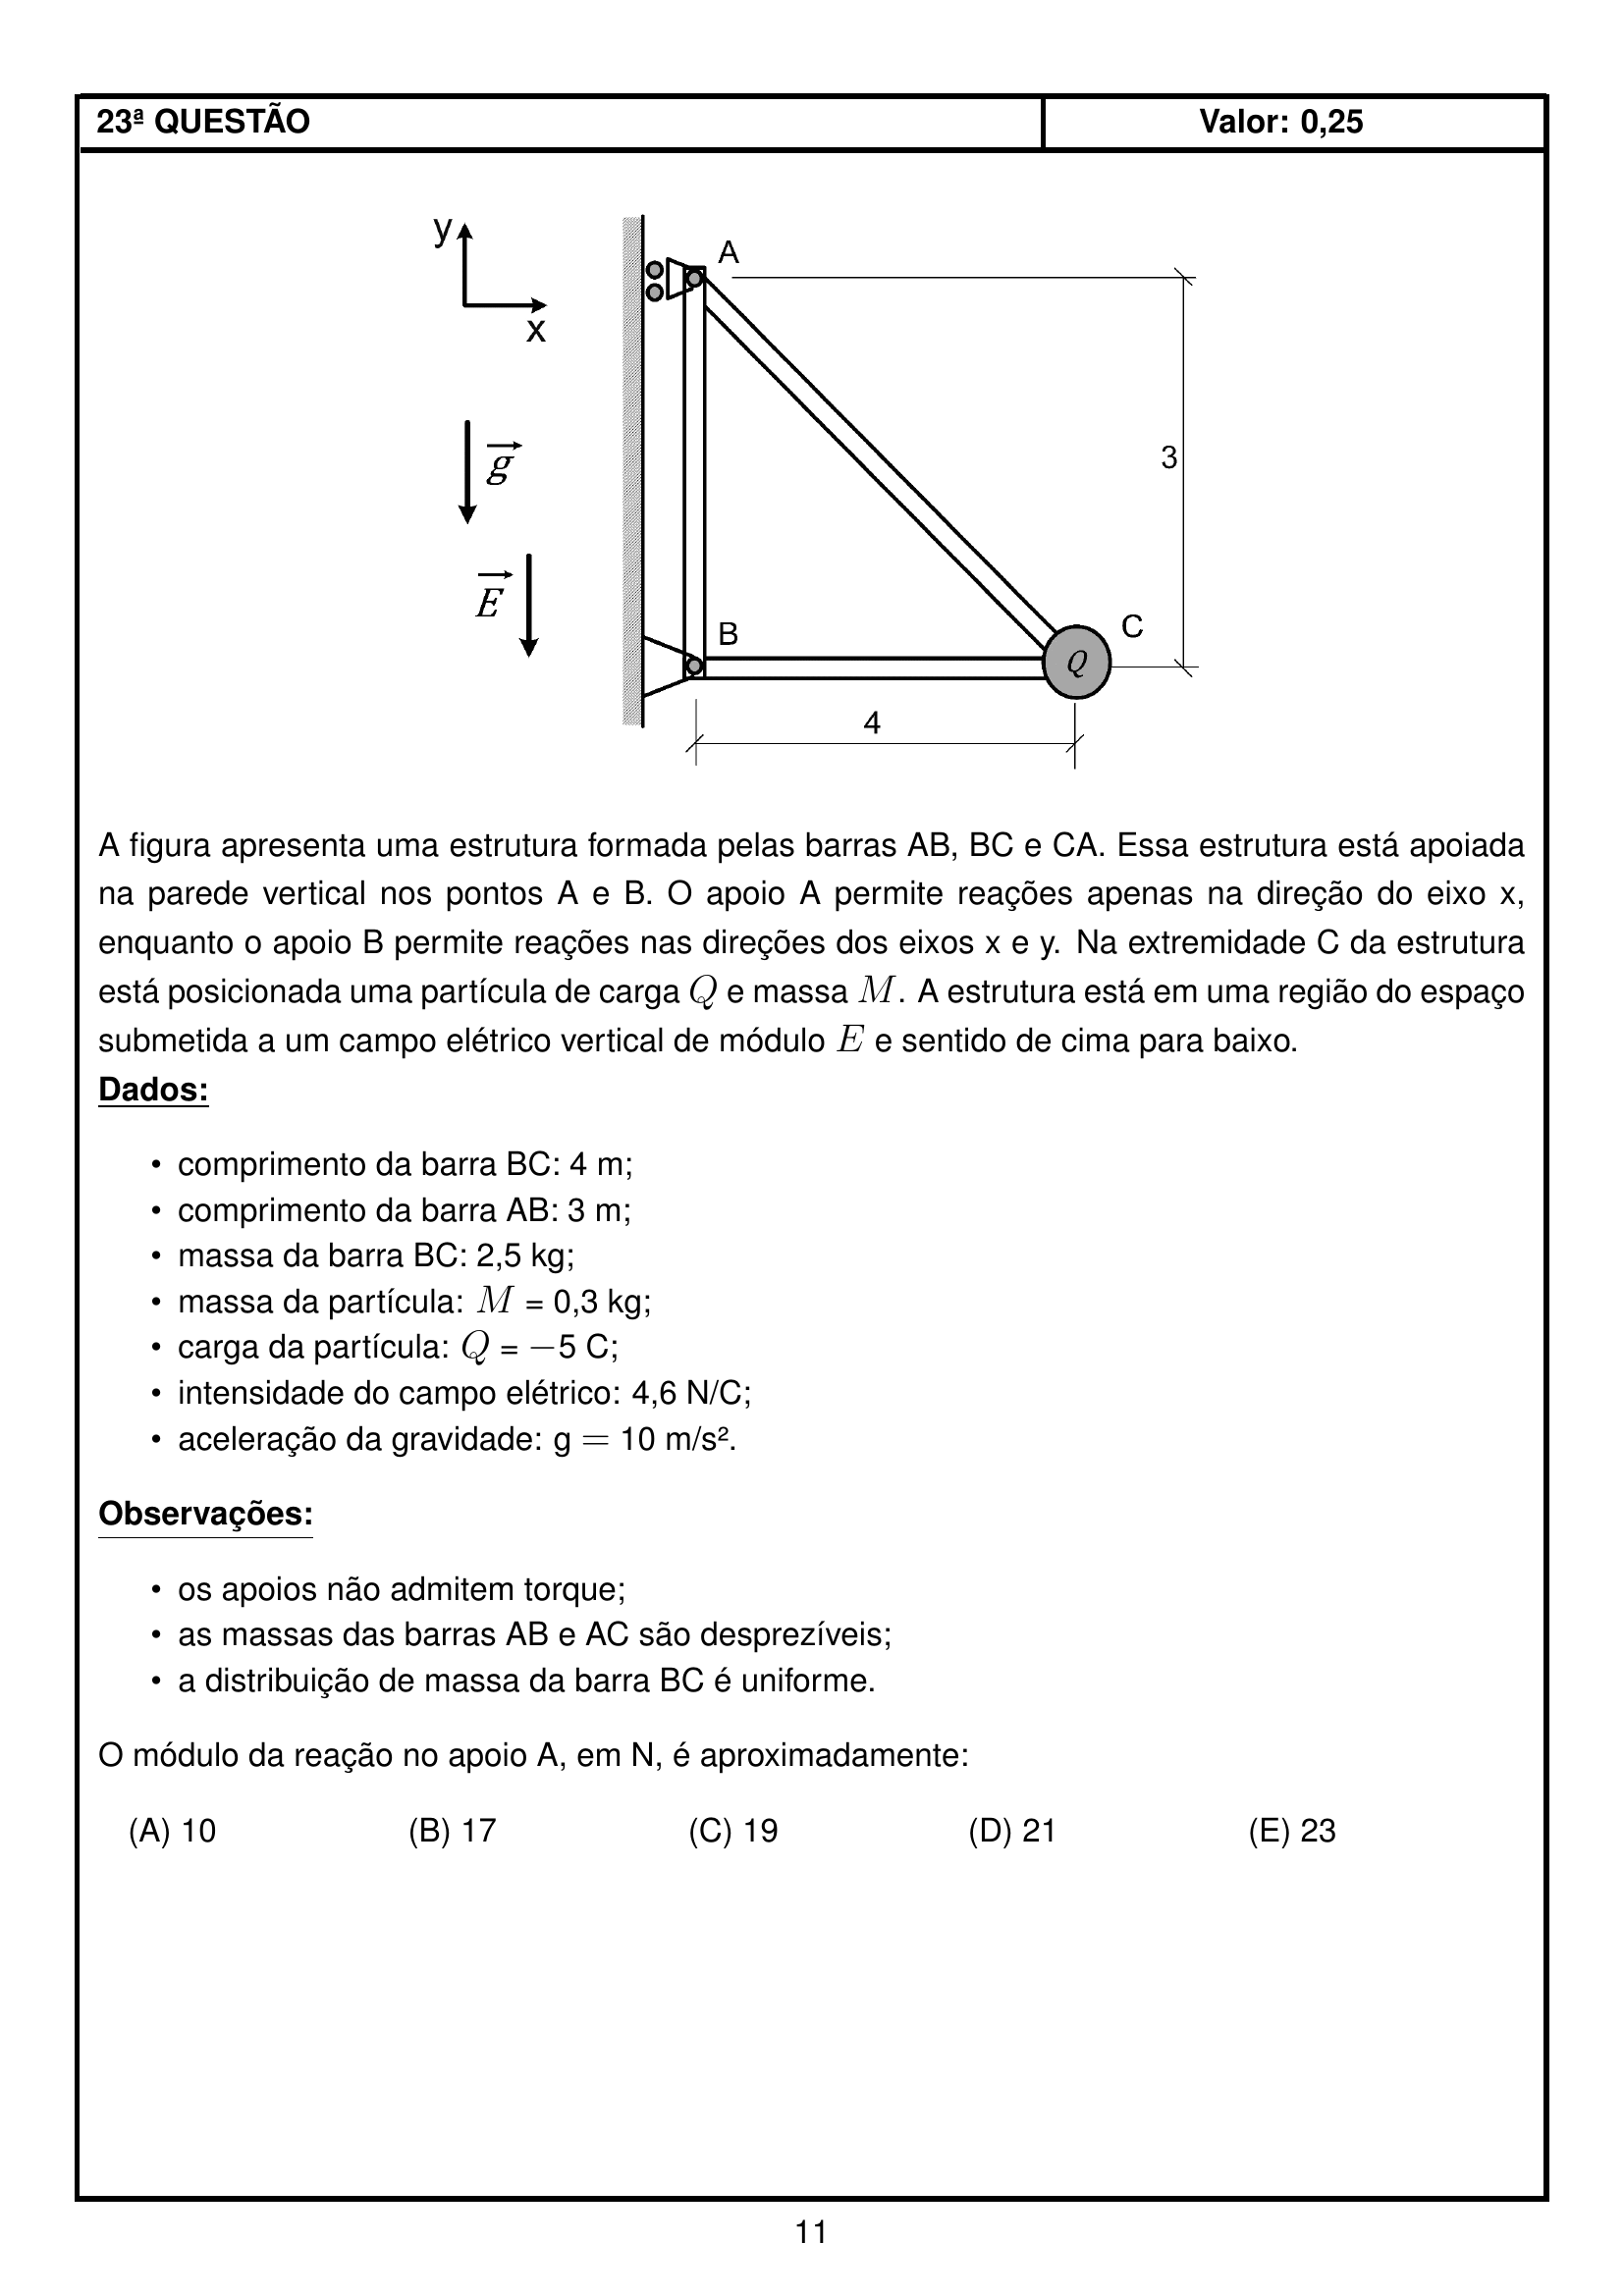 23ª QUESTÃO Valor: 0,25
y
A
x
g
3
E
B
C
Q
4
A figura apresenta uma estrutura formada pelas barras AB, BC e CA. Essa estrutura está apoiada
na parede vertical nos pontos A e B. O apoio A permite reações apenas na direção do eixo x,
enquanto o apoio B permite reações nas direções dos eixos x e y. Na extremidade C da estrutura
está posicionada uma partícula de carga Q e massa M. A estrutura está em uma região do espaço
submetida a um campo elétrico vertical de módulo E e sentido de cima para baixo.
Dados:
• comprimento da barra BC: 4 m;
• comprimento da barra AB: 3 m;
• massa da barra BC: 2,5 kg;
• massa da partícula: M = 0,3 kg;
• carga da partícula: Q = −5 C;
• intensidade do campo elétrico: 4,6 N/C;
• aceleração da gravidade: g = 10 m/s².
Observações:
• os apoios não admitem torque;
• as massas das barras AB e AC são desprezíveis;
• a distribuição de massa da barra BC é uniforme.
O módulo da reação no apoio A, em N, é aproximadamente:
(A) 10 (B) 17 (C) 19 (D) 21 (E) 23
11